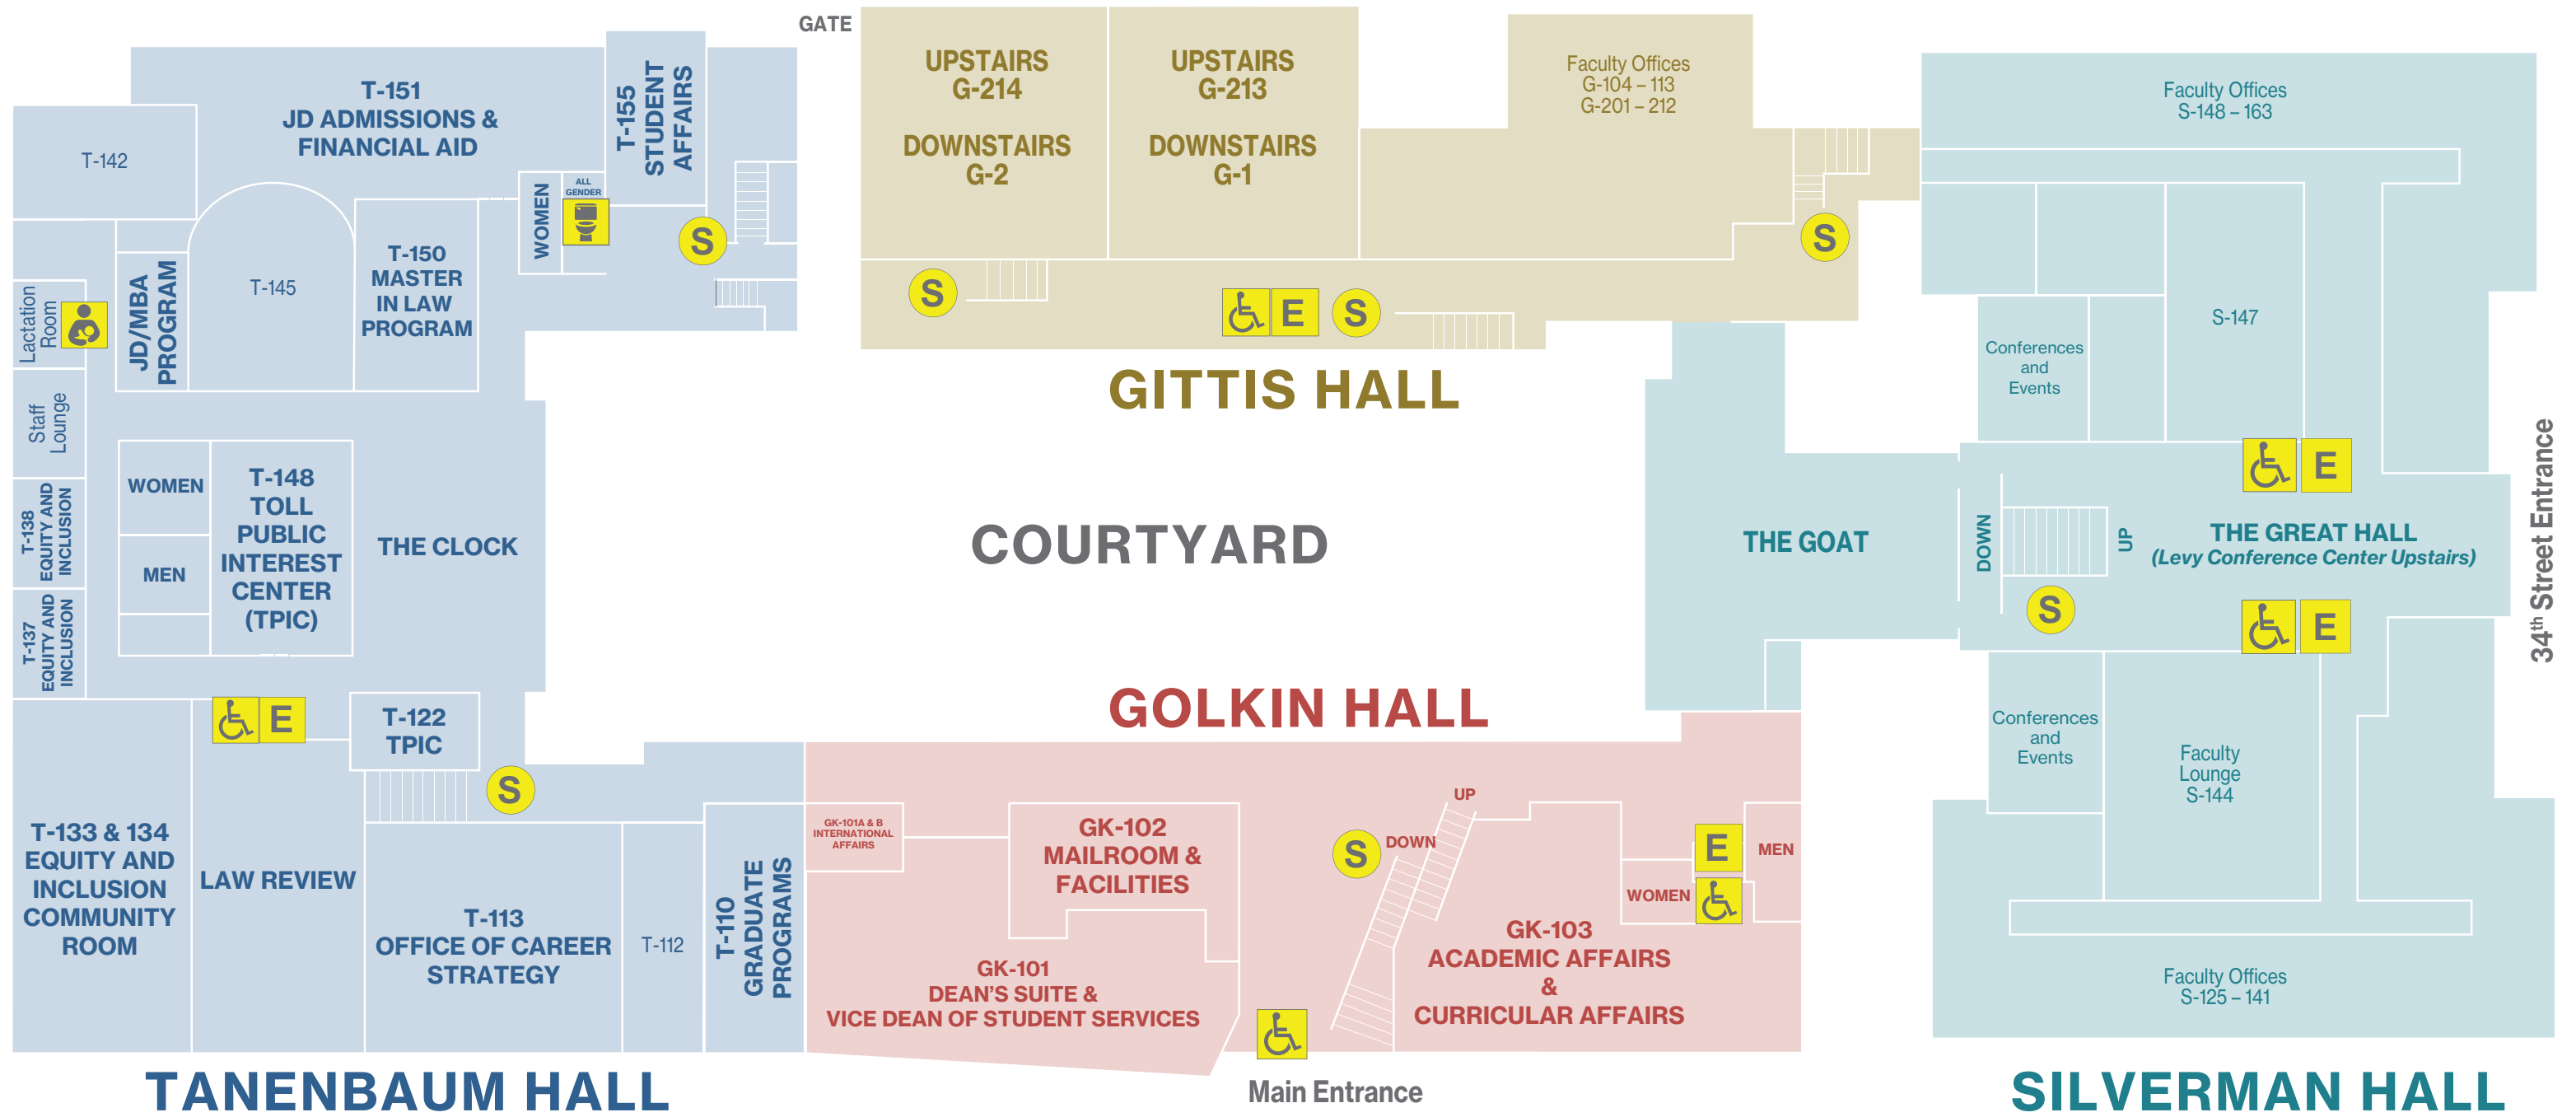 GATE
T-151
JD ADMISSIONS &
FINANCIAL AID
T-155
STUDENT
AFFAIRS
T-142
WOMEN
ALL
GENDER
S
T-145
T-150
MASTER
IN LAW
PROGRAM
JD/MBA
PROGRAM
Lactation
Room
Staff
Lounge
T-138
EQUITY AND
INCLUSION
T-137
EQUITY AND
INCLUSION
WOMEN
MEN
T-148
TOLL
PUBLIC
INTEREST
CENTER
(TPIC)
THE CLOCK
E
T-122
TPIC
S
T-133 & 134
EQUITY AND
INCLUSION
COMMUNITY
ROOM
LAW REVIEW
T-113
OFFICE OF CAREER
STRATEGY
T-112
T-110
GRADUATE
PROGRAMS
TANENBAUM HALL
UPSTAIRS
G-214
DOWNSTAIRS
G-2
UPSTAIRS
G-213
DOWNSTAIRS
G-1
Faculty Offices
G-104 – 113
G-201 – 212
S
S
E
S
GITTIS HALL
COURTYARD
GOLKIN HALL
GK-101A & B
INTERNATIONAL
AFFAIRS
GK-102
MAILROOM &
FACILITIES
GK-101
DEAN'S SUITE &
VICE DEAN OF STUDENT SERVICES
UP
DOWN
S
E
MEN
WOMEN
GK-103
ACADEMIC AFFAIRS
&
CURRICULAR AFFAIRS
Main Entrance
Faculty Offices
S-148 – 163
S-147
Conferences
and
Events
E
THE GOAT
DOWN
UP
THE GREAT HALL
(Levy Conference Center Upstairs)
S
E
34th Street Entrance
Conferences
and
Events
Faculty
Lounge
S-144
Faculty Offices
S-125 – 141
SILVERMAN HALL